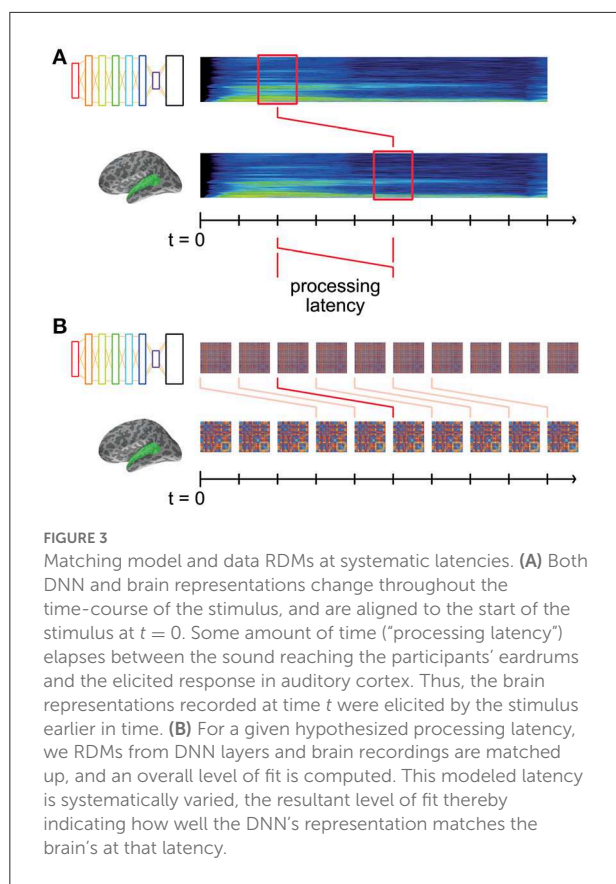 A
t = 0
processing
latency
B
t = 0
FIGURE 3
Matching model and data RDMs at systematic latencies. (A) Both
DNN and brain representations change throughout the
time-course of the stimulus, and are aligned to the start of the
stimulus at t = 0. Some amount of time (“processing latency”)
elapses between the sound reaching the participants’ eardrums
and the elicited response in auditory cortex. Thus, the brain
representations recorded at time t were elicited by the stimulus
earlier in time. (B) For a given hypothesized processing latency,
we RDMs from DNN layers and brain recordings are matched
up, and an overall level of fit is computed. This modeled latency
is systematically varied, the resultant level of fit thereby
indicating how well the DNN’s representation matches the
brain’s at that latency.